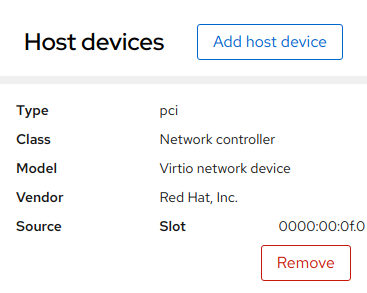 Host devices Add host device
Type pci
Class Network controller
Model Virtio network device
Vendor Red Hat, Inc.
Source Slot 0000:00:0f.0
Remove